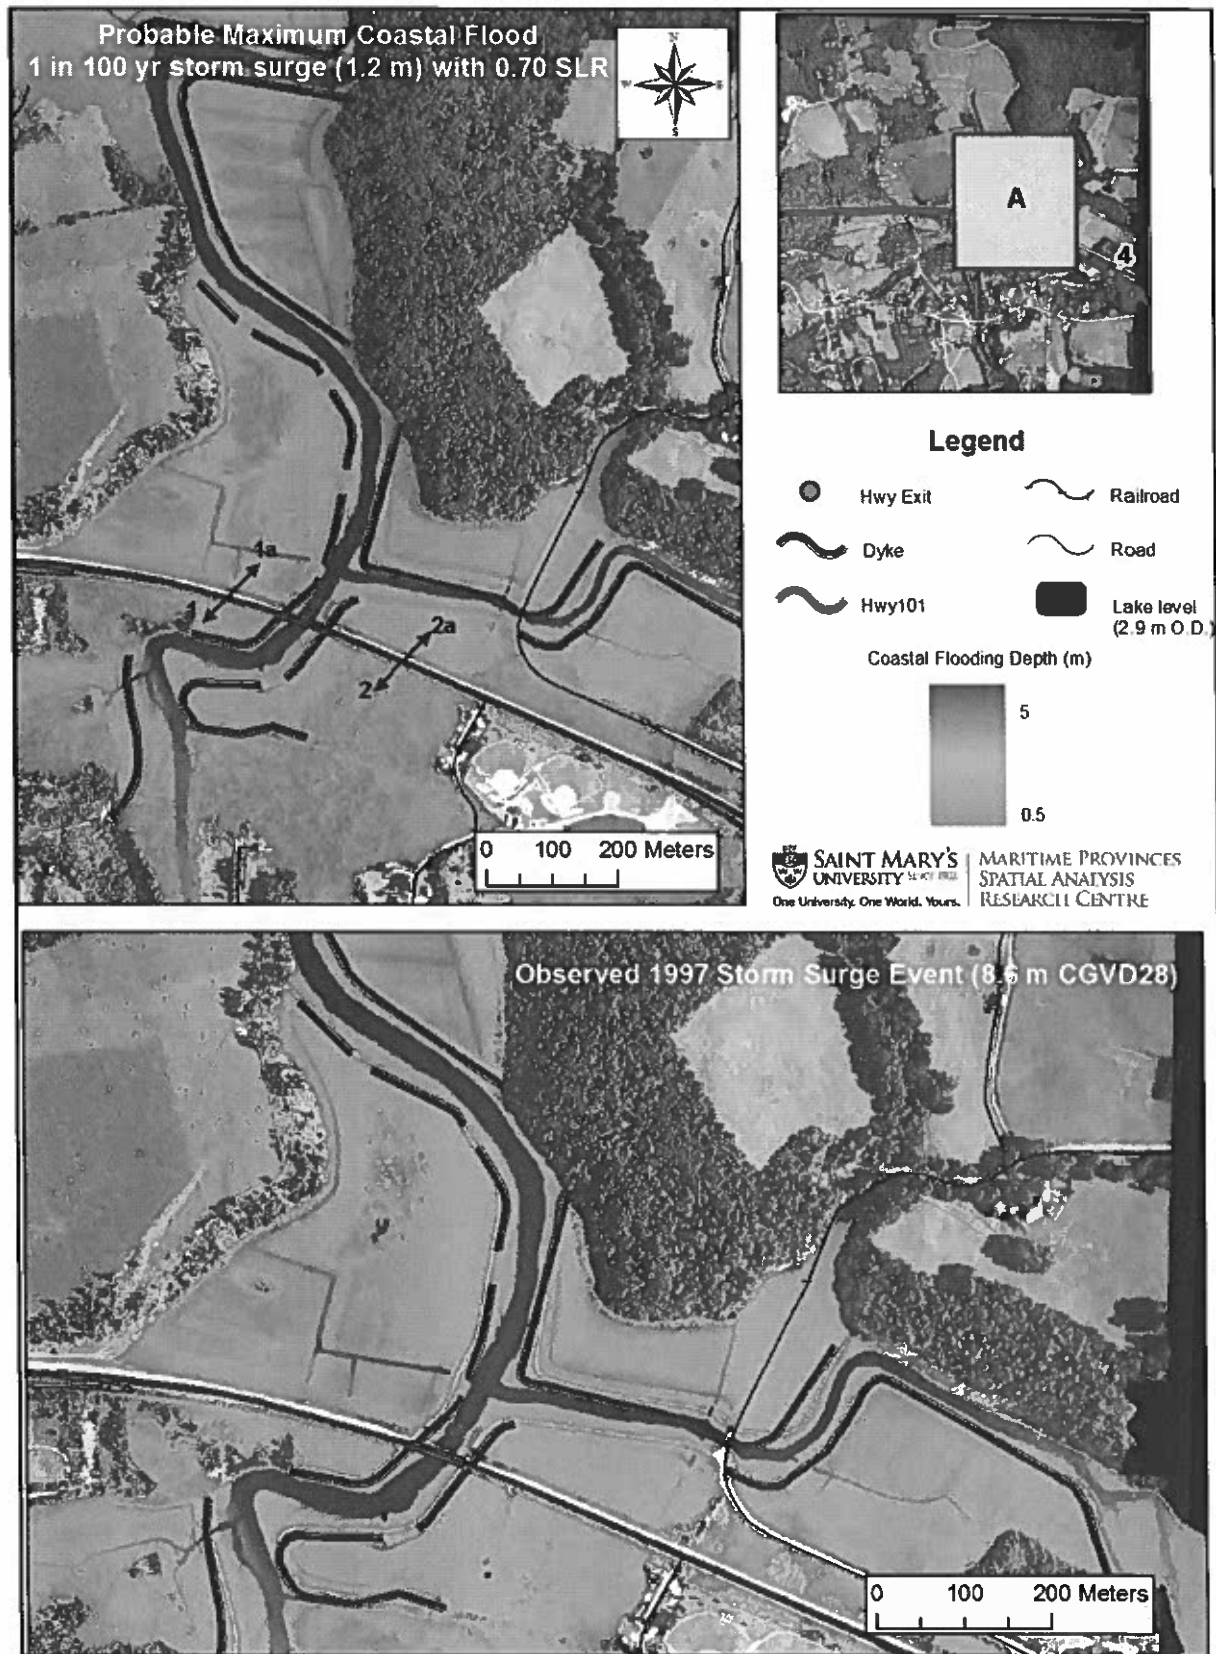 Probable Maximum Coastal Flood
1 in 100 yr storm surge (1.2 m) with 0.70 SLR
N
W
E
S
A
4
1a
1
2a
2
0 100 200 Meters
Legend
Hwy Exit
Railroad
Dyke
Road
Hwy101
Lake level
(2.9 m O.D.)
Coastal Flooding Depth (m)
5
0.5
SAINT MARY'S
UNIVERSITY
One University. One World. Yours.
MARITIME PROVINCES
SPATIAL ANALYSIS
RESEARCH CENTRE
Observed 1997 Storm Surge Event (8.6 m CGVD28)
0 100 200 Meters